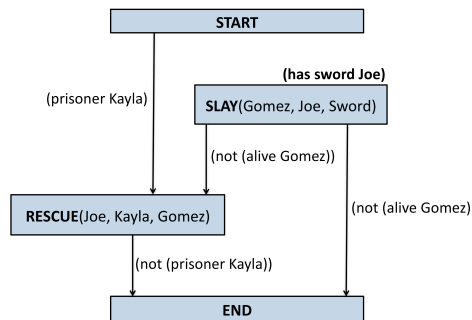 START
(has sword Joe)
(prisoner Kayla)
SLAY(Gomez, Joe, Sword)
(not (alive Gomez))
RESCUE(Joe, Kayla, Gomez)
(not (alive Gomez)
(not (prisoner Kayla))
END